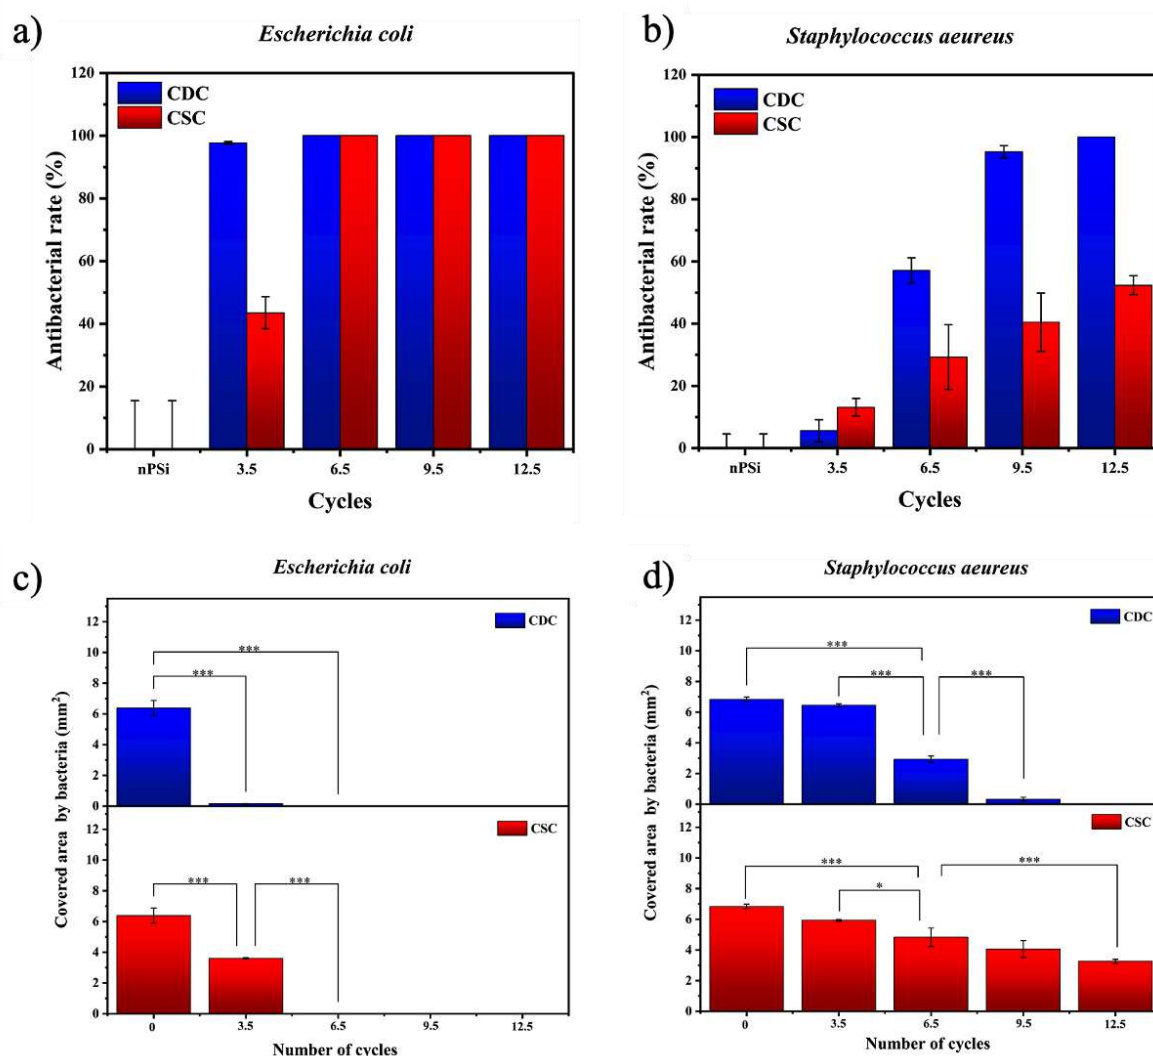 a)
Escherichia coli
CDC
CSC
Antibacterial rate (%)
120
100
80
60
40
20
0
nPSi 3.5 6.5 9.5 12.5
Cycles
b)
Staphylococcus aeureus
CDC
CSC
Antibacterial rate (%)
120
100
80
60
40
20
0
nPSi 3.5 6.5 9.5 12.5
Cycles
c)
Escherichia coli
CDC
Covered area by bacteria (mm²)
12
10
8
6
4
2
0
***
***
CSC
12
10
8
6
4
2
0
*** ***
0 3.5 6.5 9.5 12.5
Number of cycles
d)
Staphylococcus aeureus
CDC
Covered area by bacteria (mm²)
12
10
8
6
4
2
0
***
*** ***
CSC
12
10
8
6
4
2
0
*** ***
*
0 3.5 6.5 9.5 12.5
Number of cycles